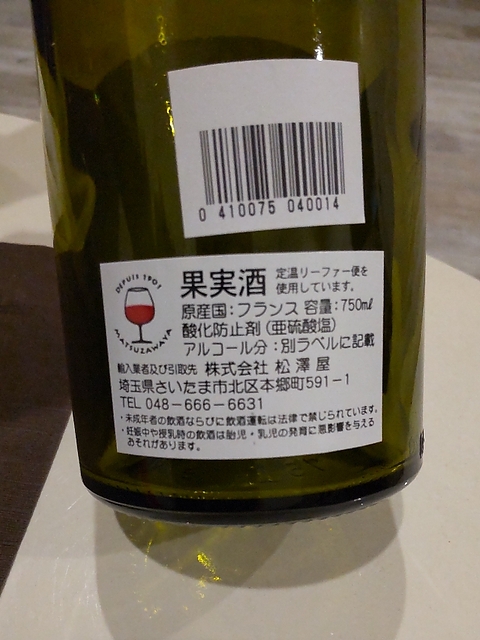 0 410075 040014
DEPUIS 1901
MATSUZAWAYA
果実酒 定温リーファー便を
使用しています。
原産国:フランス 容量:750ml
酸化防止剤(亜硫酸塩)
アルコール分:別ラベルに記載
輸入業者及び引取先 株式会社 松澤屋
埼玉県さいたま市北区本郷町591-1
TEL 048-666-6631
・未成年者の飲酒ならびに飲酒運転は法律で禁じられています。
・妊娠中や授乳時の飲酒は胎児・乳児の発育に悪影響を与える
おそれがあります。